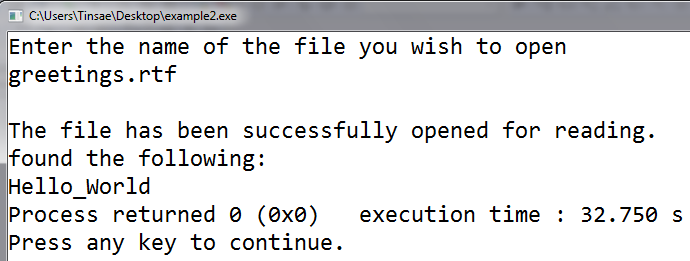 C:\Users\Tinsae\Desktop\example2.exe
Enter the name of the file you wish to open
greetings.rtf
The file has been successfully opened for reading.
found the following:
Hello_World
Process returned 0 (0x0)   execution time : 32.750 s
Press any key to continue.